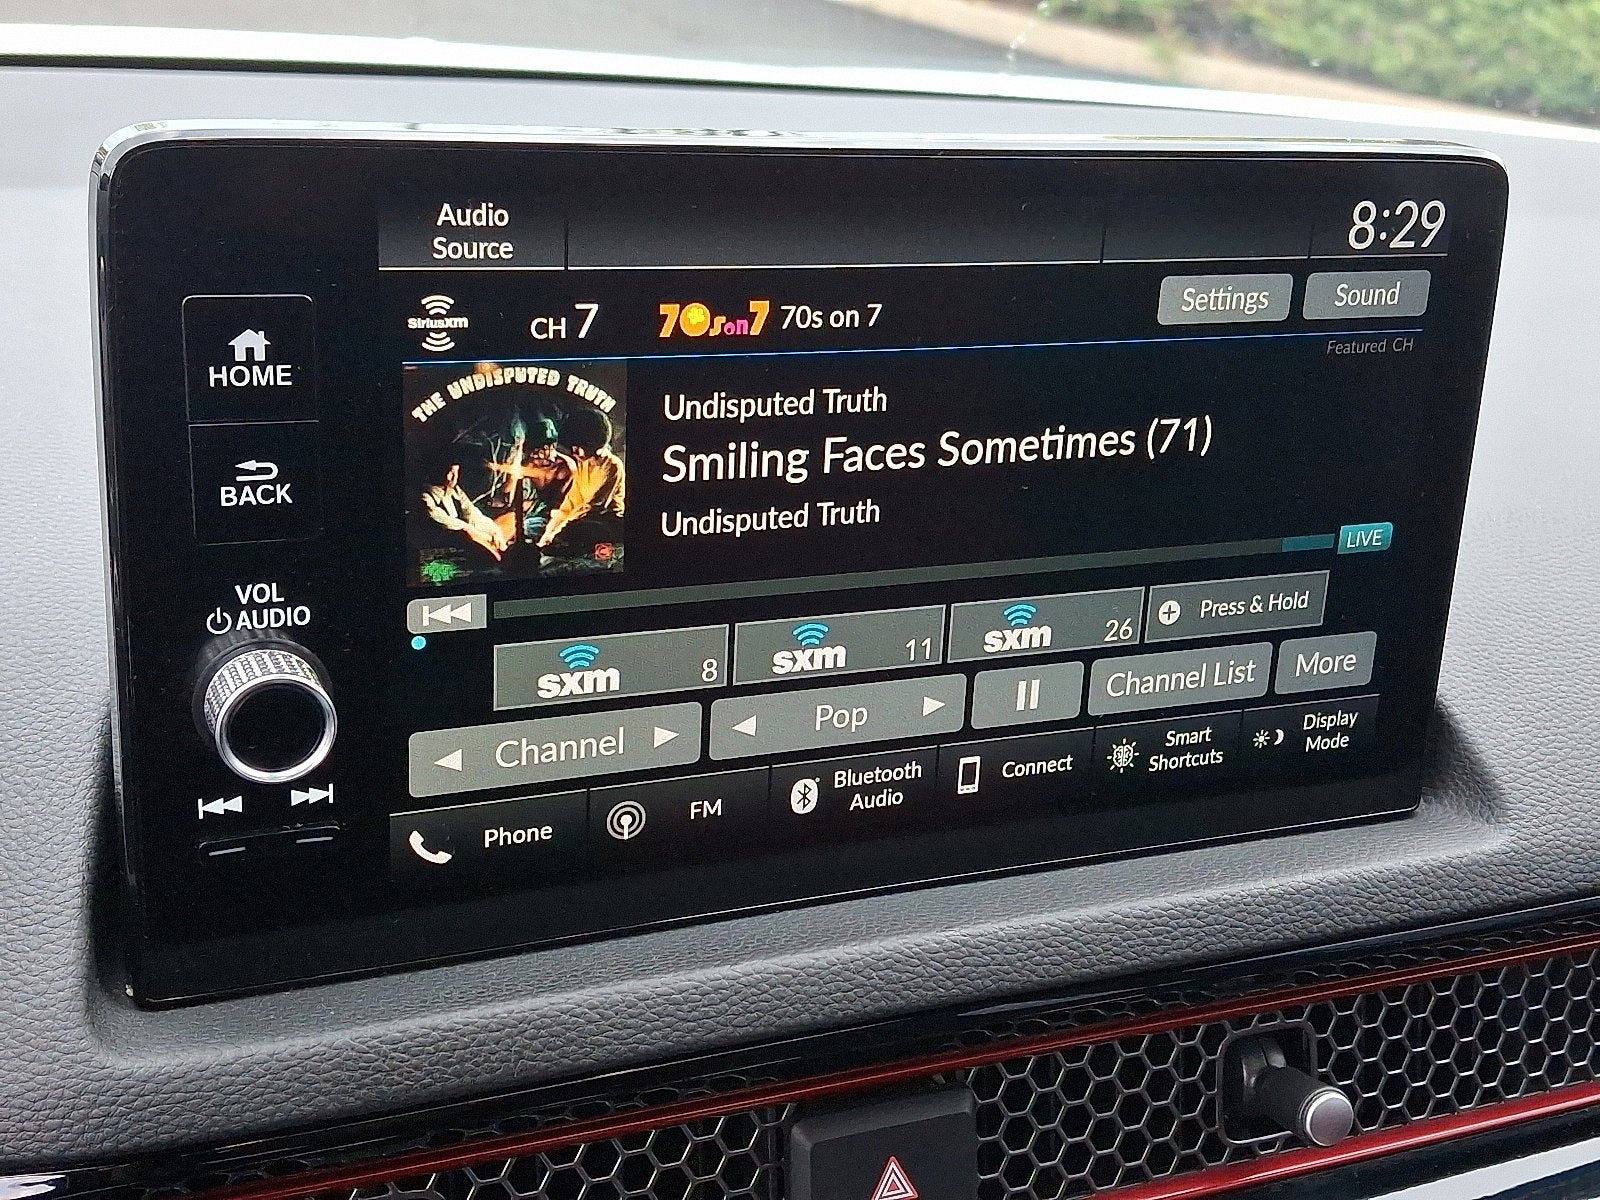 Audio
Source
8:29
SiriusXM
CH 7
70s on 7
70s on 7
Settings
Sound
Featured CH
HOME
BACK
VOL
AUDIO
THE UNDISPUTED TRUTH
Undisputed Truth
Smiling Faces Sometimes (71)
Undisputed Truth
LIVE
sxm 8
sxm 11
sxm 26
Press & Hold
Channel
Pop
Channel List
More
Phone
FM
Bluetooth
Audio
Connect
Smart
Shortcuts
Display
Mode